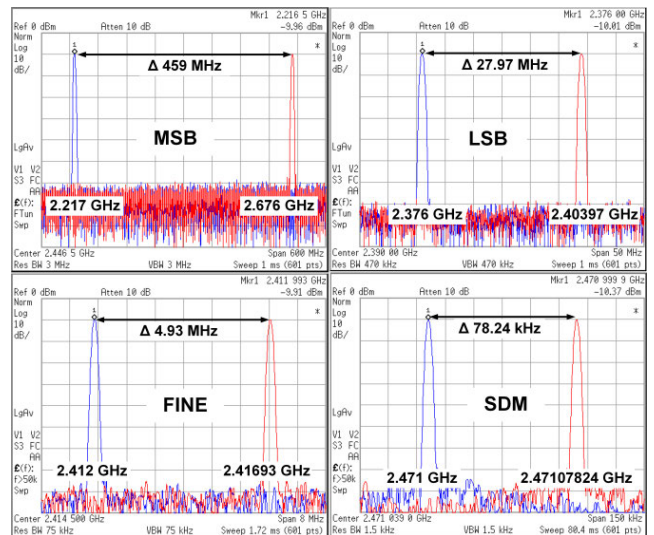 Mkr1 2.216 5 GHz
Ref 0 dBm Atten 10 dB -9.96 dBm
Norm
Log
10
dB/
1
*
Δ 459 MHz
MSB
LgAv
V1 V2
S3 FC
AA
£(f):
FTun
Swp
2.217 GHz 2.676 GHz
Center 2.446 5 GHz Span 600 MHz
Res BW 3 MHz VBW 3 MHz Sweep 1 ms (601 pts)
Mkr1 2.376 00 GHz
Ref 0 dBm Atten 10 dB -10.01 dBm
Norm
Log
10
dB/
1
*
Δ 27.97 MHz
LSB
LgAv
V1 V2
S3 FC
AA
£(f):
FTun
Swp
2.376 GHz 2.40397 GHz
Center 2.390 00 GHz Span 50 MHz
Res BW 470 kHz VBW 470 kHz Sweep 1 ms (601 pts)
Mkr1 2.411 993 GHz
Ref 0 dBm Atten 10 dB -9.91 dBm
Norm
Log
10
dB/
1
*
Δ 4.93 MHz
FINE
LgAv
V1 V2
S3 FC
AA
£(f):
f>50k
Swp
2.412 GHz 2.41693 GHz
Center 2.414 500 GHz Span 8 MHz
Res BW 75 kHz VBW 75 kHz Sweep 1.72 ms (601 pts)
Mkr1 2.470 999 9 GHz
Ref 0 dBm Atten 10 dB -10.37 dBm
Norm
Log
10
dB/
1
*
Δ 78.24 kHz
SDM
LgAv
V1 V2
S3 FC
AA
£(f):
f>50k
Swp
2.471 GHz 2.47107824 GHz
Center 2.471 039 0 GHz Span 150 kHz
Res BW 1.5 kHz VBW 1.5 kHz Sweep 80.4 ms (601 pts)